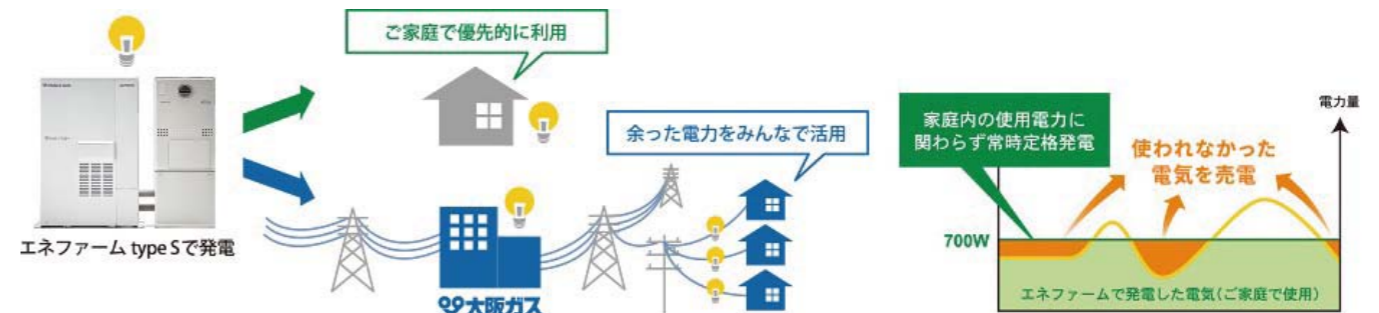 ご家庭で優先的に利用
余った電力をみんなで活用
エネファーム type Sで発電
大阪ガス
電力量
家庭内の使用電力に
関わらず常時定格発電
使われなかった
電気を売電
700W
エネファームで発電した電気(ご家庭で使用)